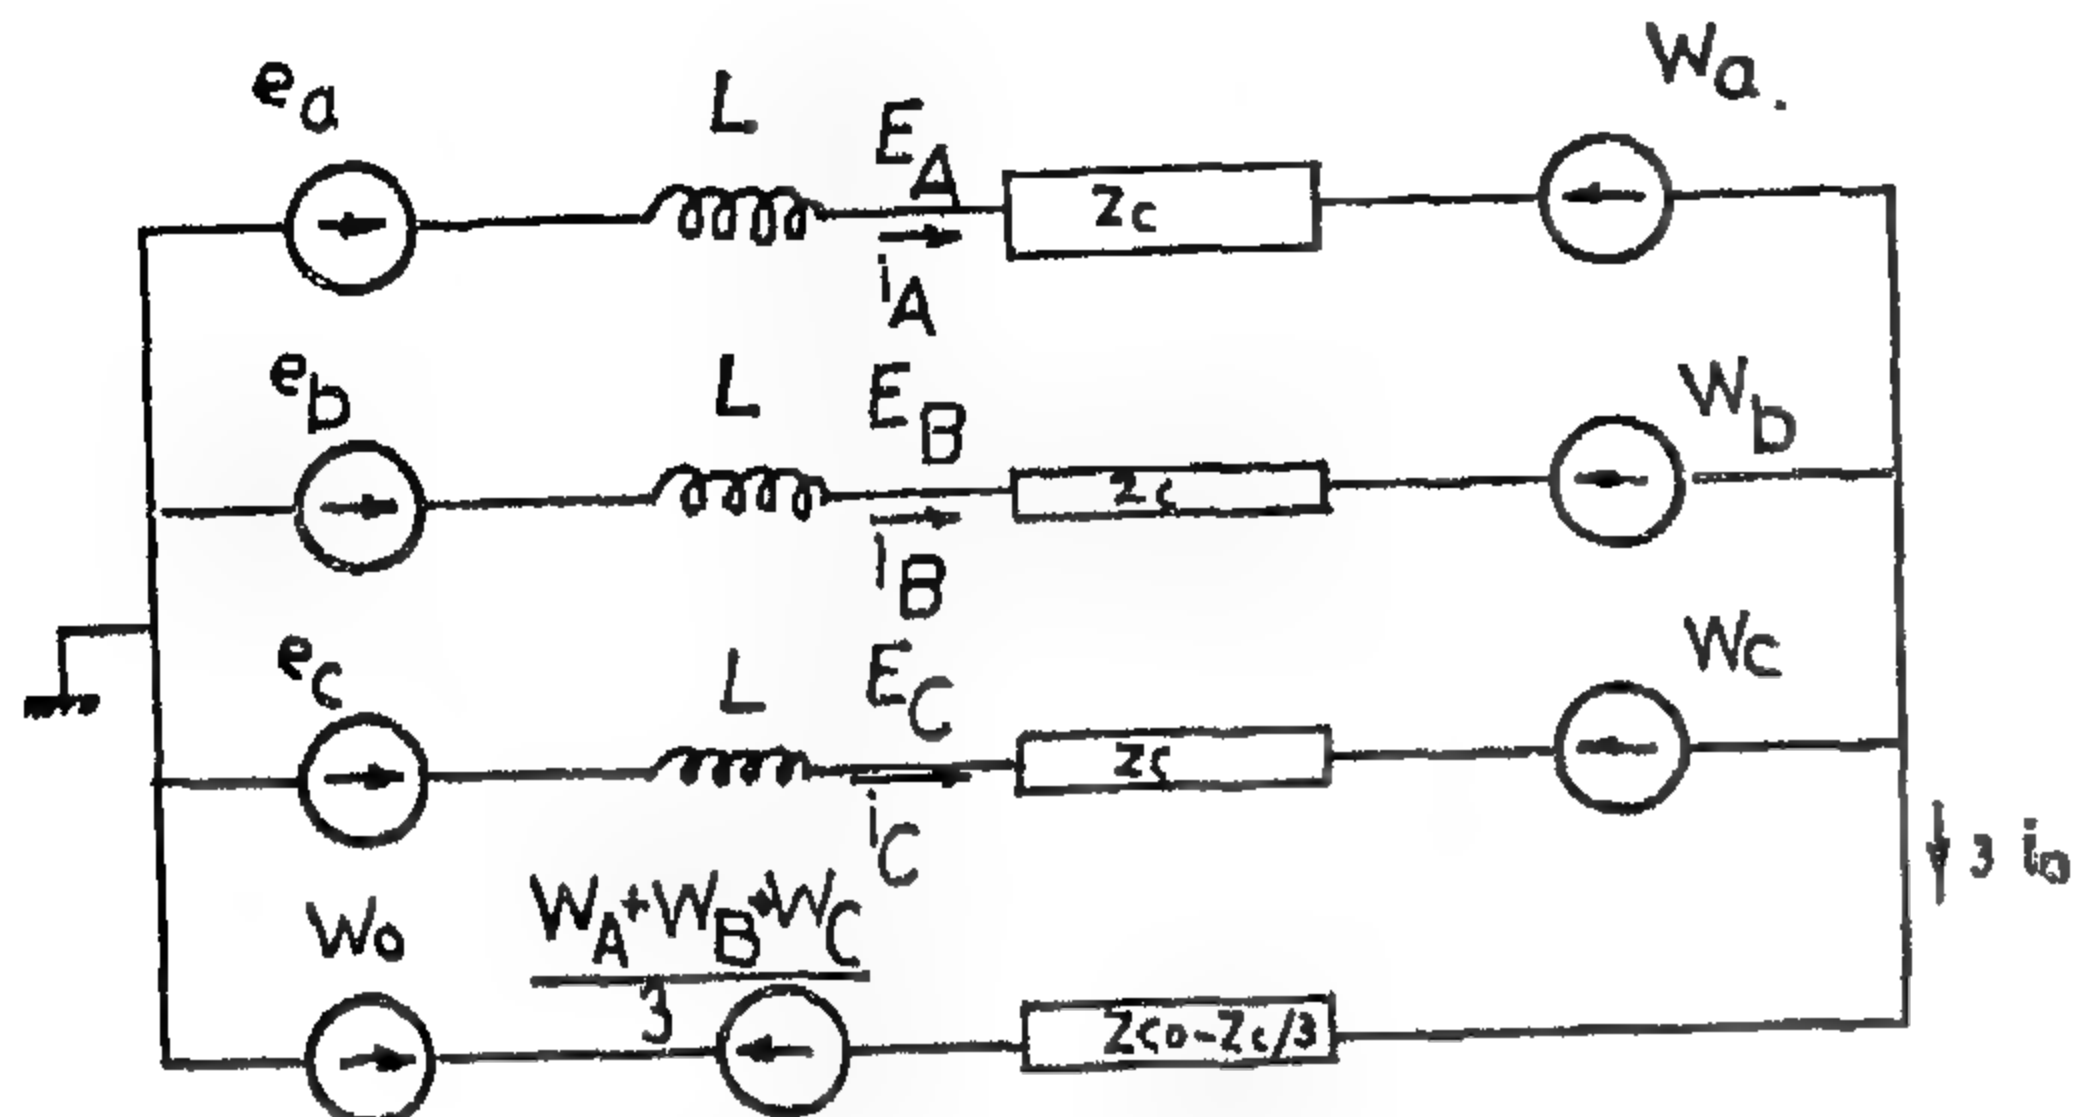 ea L EA Zc Wa.
iA
eb L EB Zc Wb
iB
ec L EC Zc Wc
iC
3 io
Wo WA+WB+WC
3
Zco-Zc/3